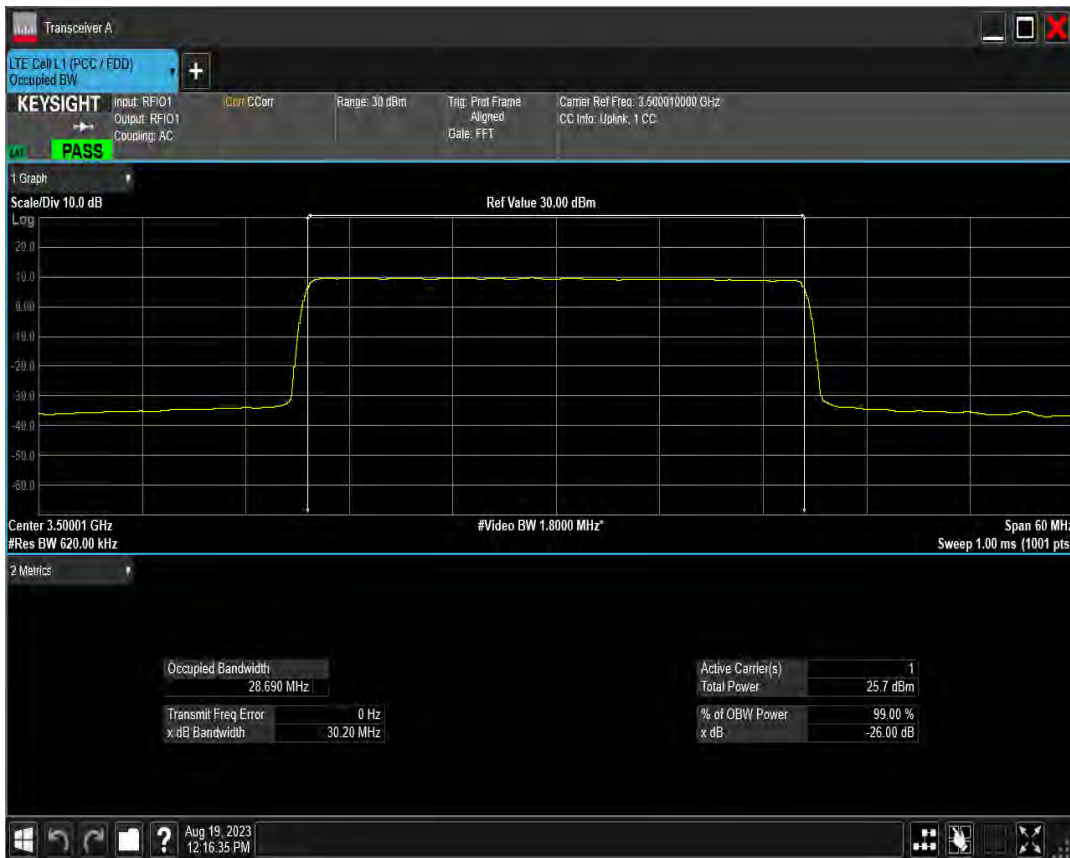 Transceiver A
LTE Cell L1 (PCC / FDD)
Occupied BW
KEYSIGHT
PASS
Input: RFIO1
Output: RFIO1
Coupling: AC
Corr CCorr
Range: 30 dBm
Trig: Prot Frame
Aligned
Gate: FFT
Carrier Ref Freq: 3.500010000 GHz
CC Info: Uplink, 1 CC
1 Graph
Scale/Div 10.0 dB
Ref Value 30.00 dBm
Log
20.0
10.0
0.00
-10.0
-20.0
-30.0
-40.0
-50.0
-60.0
Center 3.50001 GHz
#Video BW 1.8000 MHz*
Span 60 MHz
#Res BW 620.00 kHz
Sweep 1.00 ms (1001 pts
2 Metrics
Occupied Bandwidth
28.690 MHz
Transmit Freq Error 0 Hz
x dB Bandwidth 30.20 MHz
Active Carrier(s) 1
Total Power 25.7 dBm
% of OBW Power 99.00 %
x dB -26.00 dB
Aug 19, 2023
12:16:35 PM